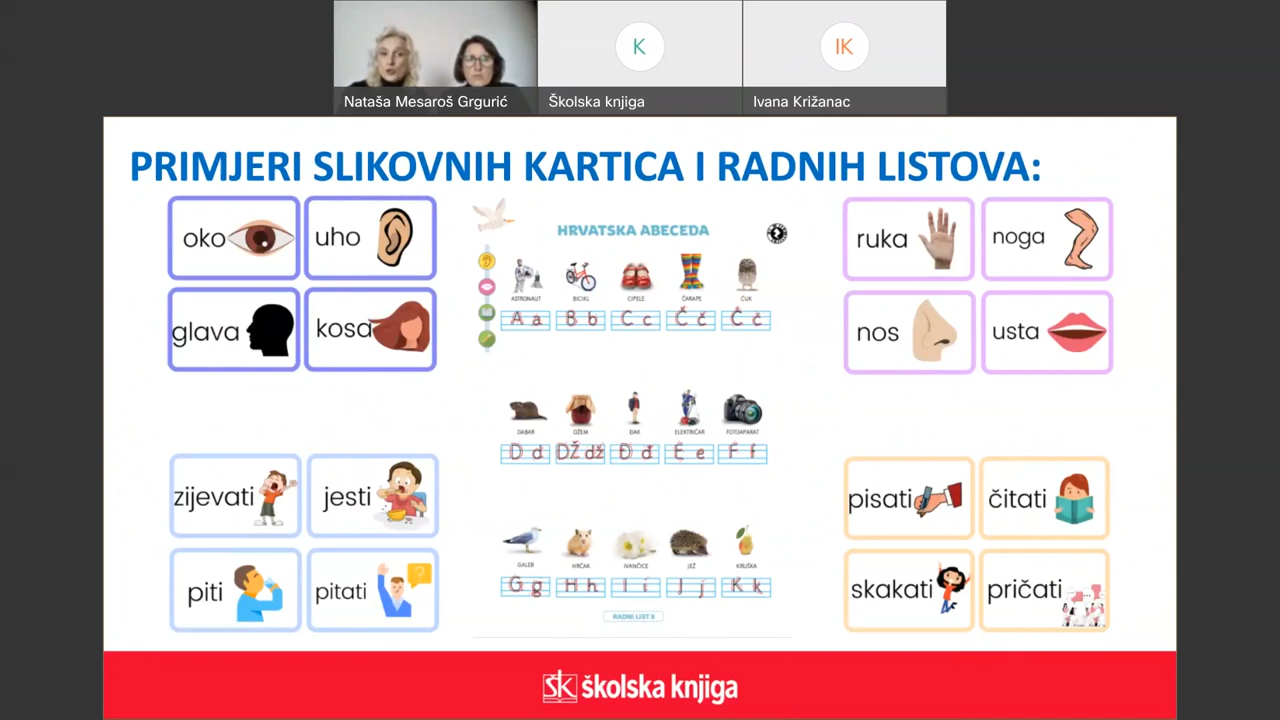 Nataša Mesaroš Grgurić
K
Školska knjiga
IK
Ivana Križanac
PRIMJERI SLIKOVNIH KARTICA I RADNIH LISTOVA:
oko
uho
glava
kosa
zijevati
jesti
piti
pitati
HRVATSKA ABECEDA
ASTRONAUT BICIKL CIPELE ČARAPE ĆUK
A a B b C c Č č Ć ć
DABAR DŽEM ĐAK ELEKTRIČAR FOTOAPARAT
D d DŽ dž Đ đ E e F f
GALEB HRČAK IVANČICE JEŽ KRUŠKA
G g H h I i J j K k
RADNI LIST 8
ruka
noga
nos
usta
pisati
čitati
skakati
pričati
šk školska knjiga